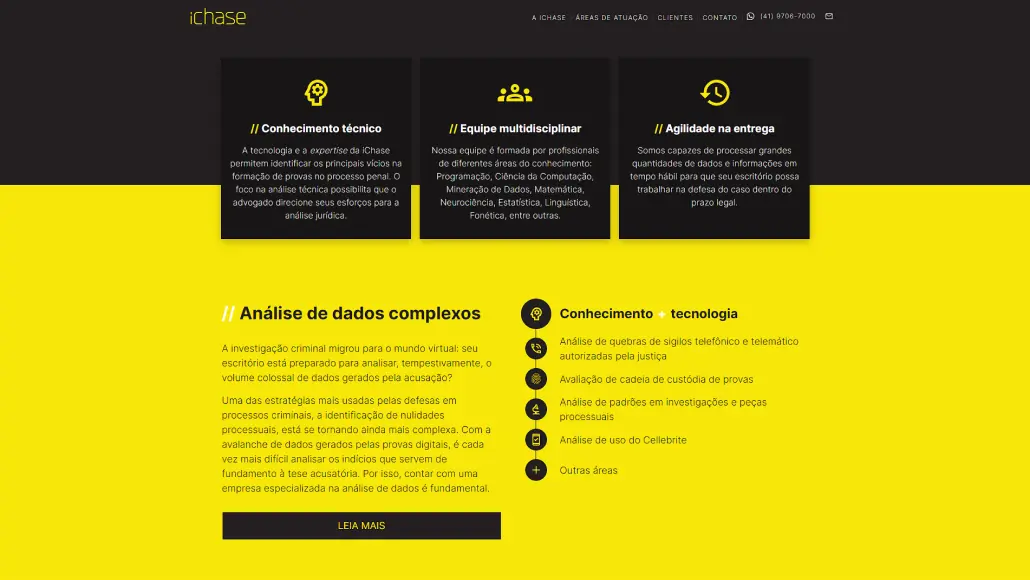 iChase
A ICHASE
ÁREAS DE ATUAÇÃO
CLIENTES
CONTATO
(41) 9706-7000
// Conhecimento técnico
A tecnologia e a expertise da iChase
permitem identificar os principais vícios na
formação de provas no processo penal. O
foco na análise técnica possibilita que o
advogado direcione seus esforços para a
análise jurídica.
// Equipe multidisciplinar
Nossa equipe é formada por profissionais
de diferentes áreas do conhecimento:
Programação, Ciência da Computação,
Mineração de Dados, Matemática,
Neurociência, Estatística, Linguística,
Fonética, entre outras.
// Agilidade na entrega
Somos capazes de processar grandes
quantidades de dados e informações em
tempo hábil para que seu escritório possa
trabalhar na defesa do caso dentro do
prazo legal.
// Análise de dados complexos
A investigação criminal migrou para o mundo virtual: seu
escritório está preparado para analisar, tempestivamente, o
volume colossal de dados gerados pela acusação?
Uma das estratégias mais usadas pelas defesas em
processos criminais, a identificação de nulidades
processuais, está se tornando ainda mais complexa. Com a
avalanche de dados gerados pelas provas digitais, é cada
vez mais difícil analisar os indícios que servem de
fundamento à tese acusatória. Por isso, contar com uma
empresa especializada na análise de dados é fundamental.
LEIA MAIS
Conhecimento + tecnologia
Análise de quebras de sigilos telefônico e telemático
autorizadas pela justiça
Avaliação de cadeia de custódia de provas
Análise de padrões em investigações e peças
processuais
Análise de uso do Cellebrite
Outras áreas